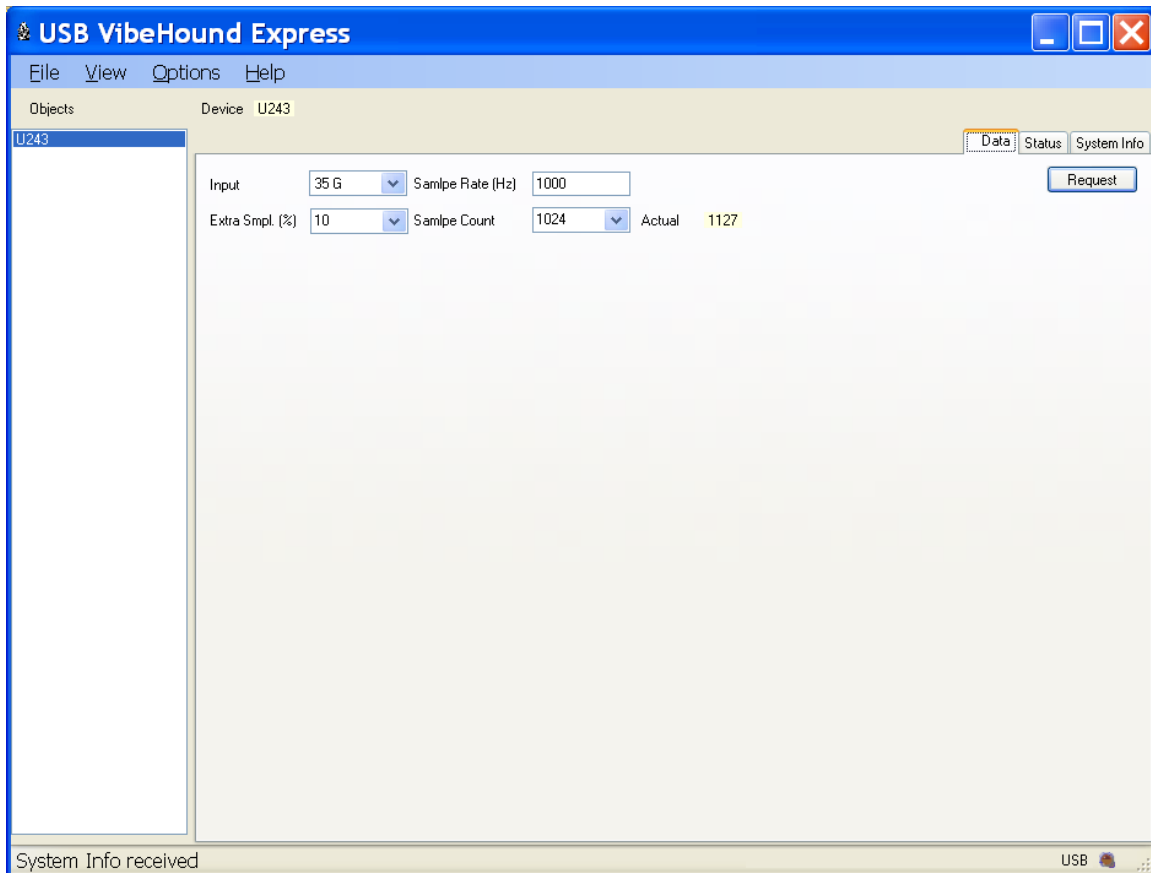 USB VibeHound Express
File View Options Help
Objects Device U243
U243
Data Status System Info
Input 35 G Samlpe Rate (Hz) 1000 Request
Extra Smpl. (%) 10 Samlpe Count 1024 Actual 1127
System Info received USB